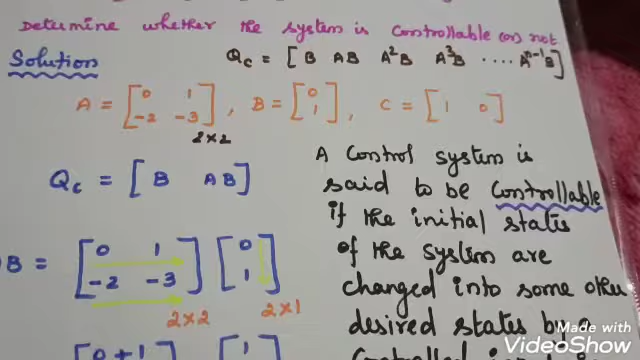 Determine whether the system is Controllable (or) not
Solution
Qc = [ B AB A²B A³B ..... Aⁿ⁻¹B ]
A = [ 0 1 -2 -3 ] 2×2 , B = [ 0 1 ] , C = [ 1 0 ]
Qc = [ B AB ]
A Control system is
said to be Controllable
if the initial states
of the system are
changed into some other
desired states by a
B = [ 0 1 -2 -3 ] 2×2 [ 0 1 ] 2×1
[ 0+1 [ 1 ]
Made with
VideoShow